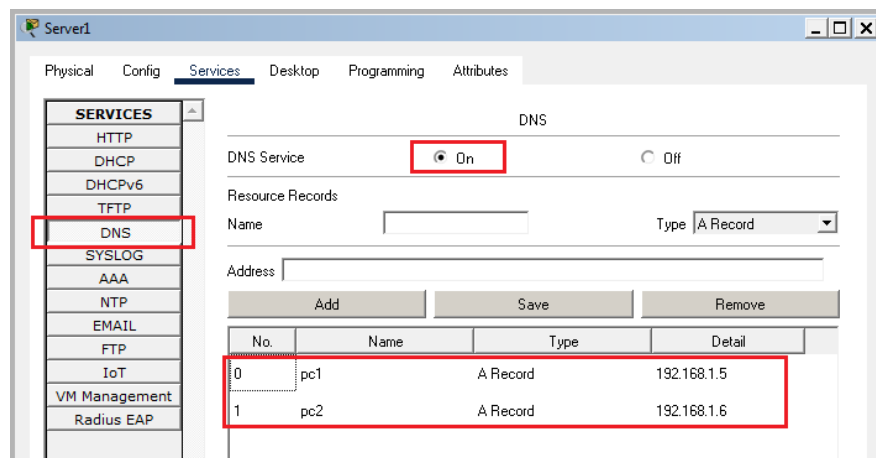 Server1
Physical Config Services Desktop Programming Attributes
SERVICES
HTTP
DHCP
DHCPv6
TFTP
DNS
SYSLOG
AAA
NTP
EMAIL
FTP
IoT
VM Management
Radius EAP
DNS
DNS Service On Off
Resource Records
Name Type A Record
Address
Add Save Remove
No. Name Type Detail
0 pc1 A Record 192.168.1.5
1 pc2 A Record 192.168.1.6